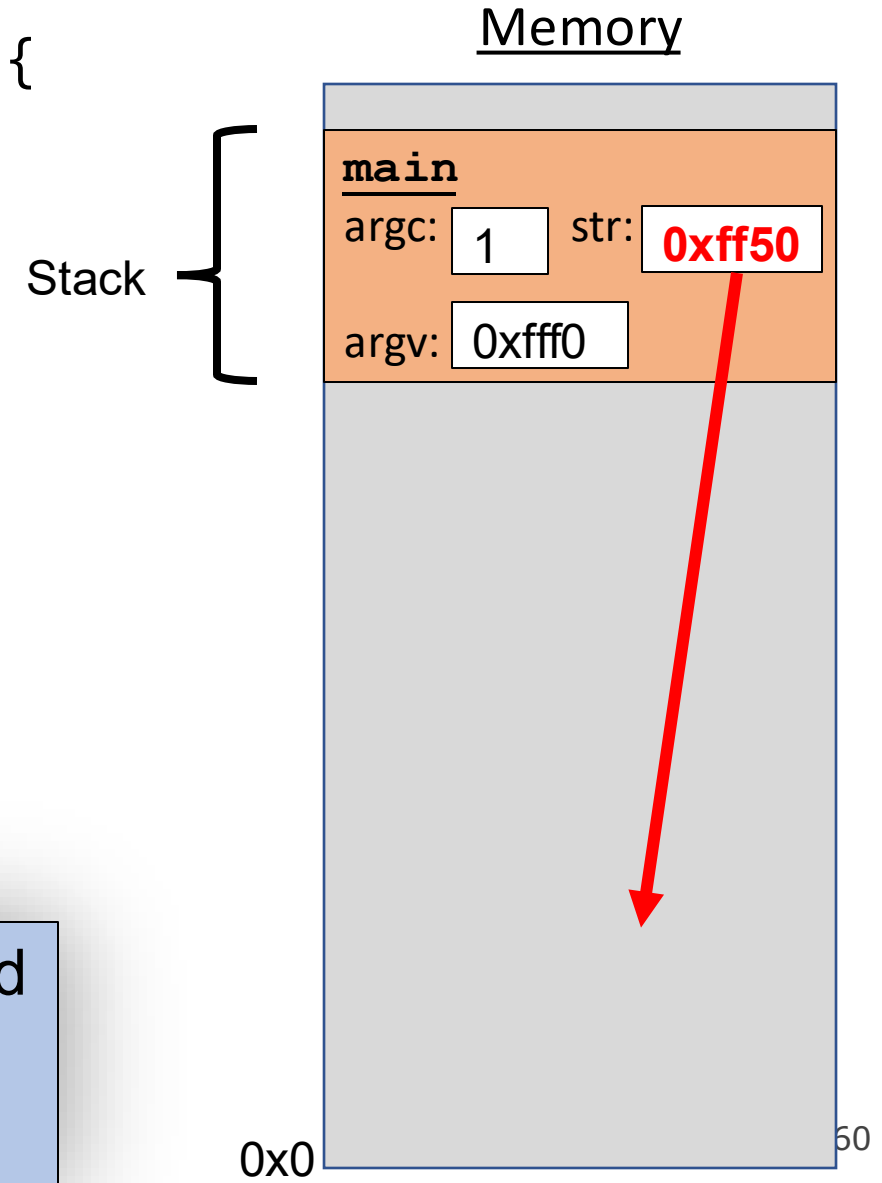 {
Memory
Stack
main
argc: 1 str: 0xff50
argv: 0xfff0
d
0x0
60